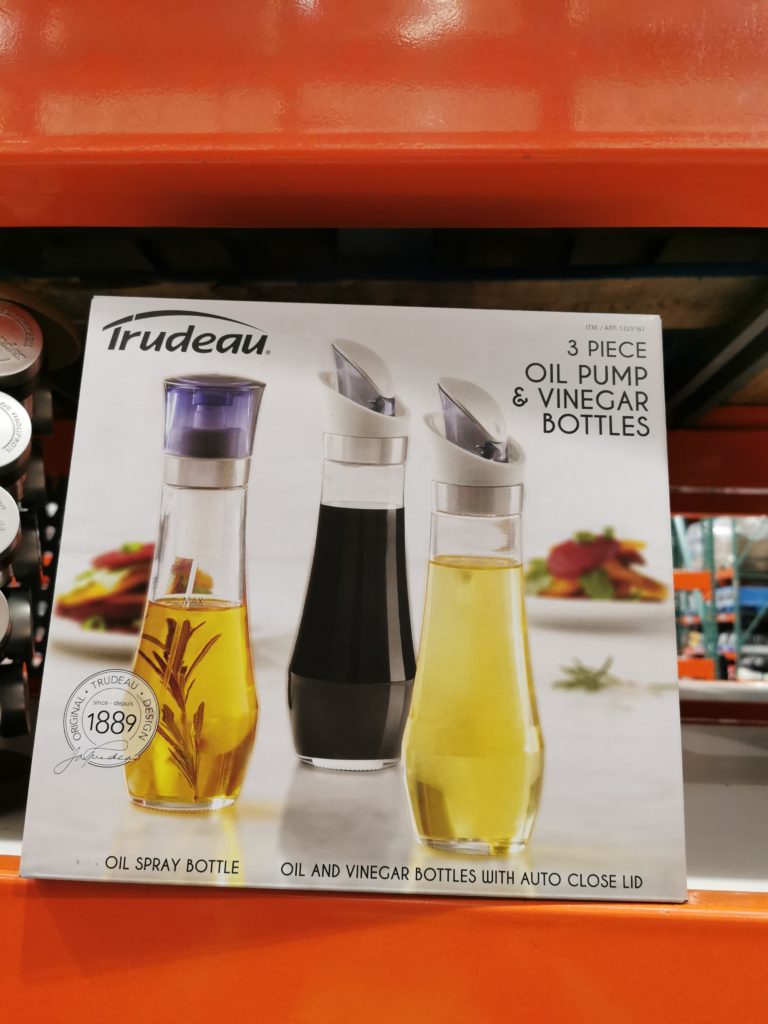 Trudeau®
ITM. / ART. 1325161
3 PIECE
OIL PUMP
& VINEGAR
BOTTLES
MAX
ORIGINAL • TRUDEAU • DESIGN
since - depuis
1889
OIL SPRAY BOTTLE
OIL AND VINEGAR BOTTLES WITH AUTO CLOSE LID